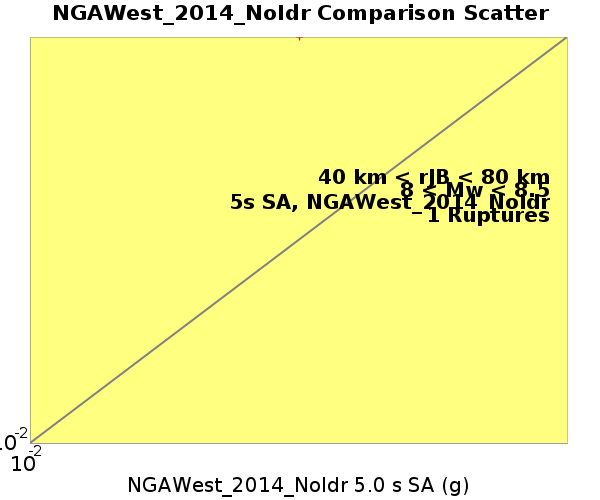 NGAWest_2014_NoIdr Comparison Scatter
40 km < rJB < 80 km
8 < Mw < 8.5
5s SA, NGAWest_2014_NoIdr
1 Ruptures
10^-2
10^-2
NGAWest_2014_NoIdr 5.0 s SA (g)